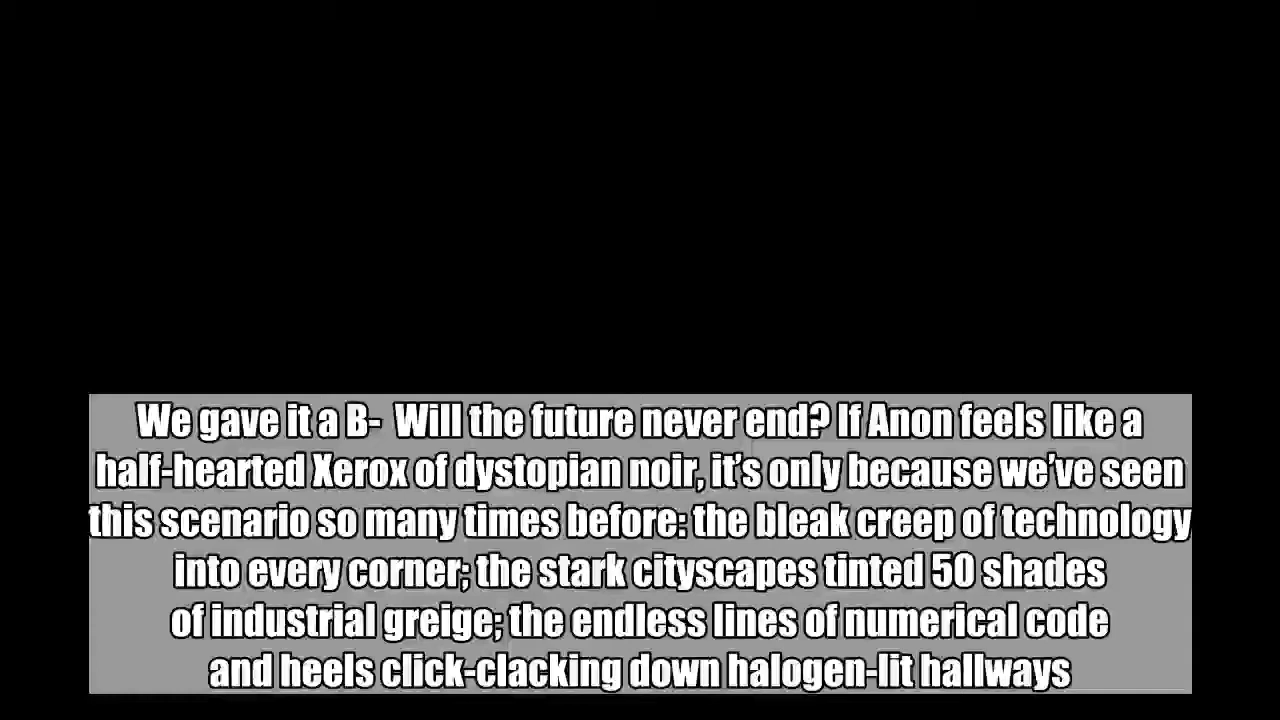 We gave it a B-  Will the future never end? If Anon feels like a
half-hearted Xerox of dystopian noir, it’s only because we’ve seen
this scenario so many times before: the bleak creep of technology
into every corner; the stark cityscapes tinted 50 shades
of industrial greige; the endless lines of numerical code
and heels click-clacking down halogen-lit hallways